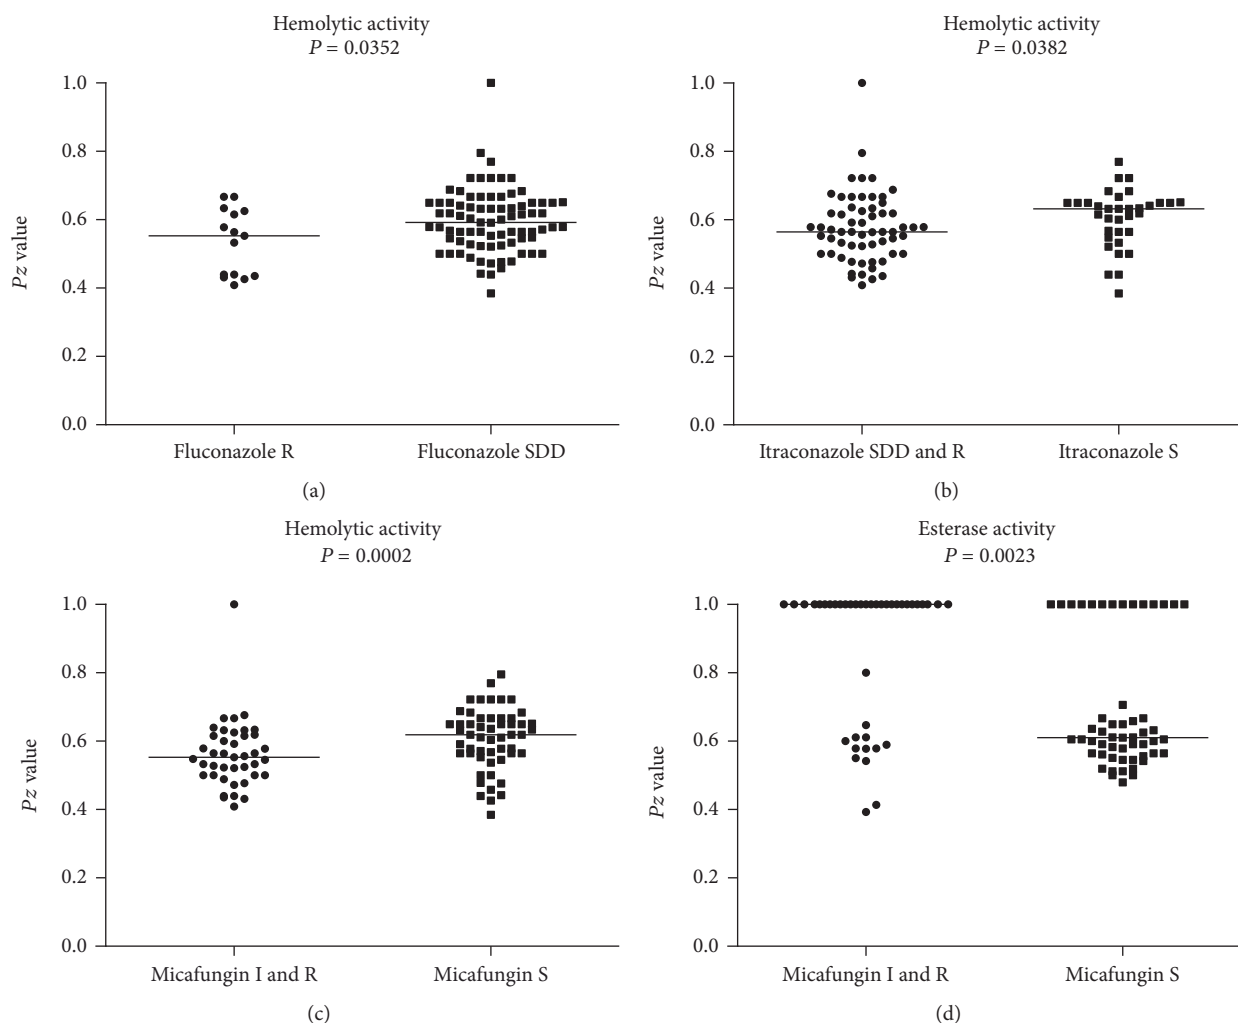 Hemolytic activity
P = 0.0352
1.0
0.8
0.6
0.4
0.2
0.0
Pz value
Fluconazole R
Fluconazole SDD
(a)
Hemolytic activity
P = 0.0382
1.0
0.8
0.6
0.4
0.2
0.0
Pz value
Itraconazole SDD and R
Itraconazole S
(b)
Hemolytic activity
P = 0.0002
1.0
0.8
0.6
0.4
0.2
0.0
Pz value
Micafungin I and R
Micafungin S
(c)
Esterase activity
P = 0.0023
1.0
0.8
0.6
0.4
0.2
0.0
Pz value
Micafungin I and R
Micafungin S
(d)